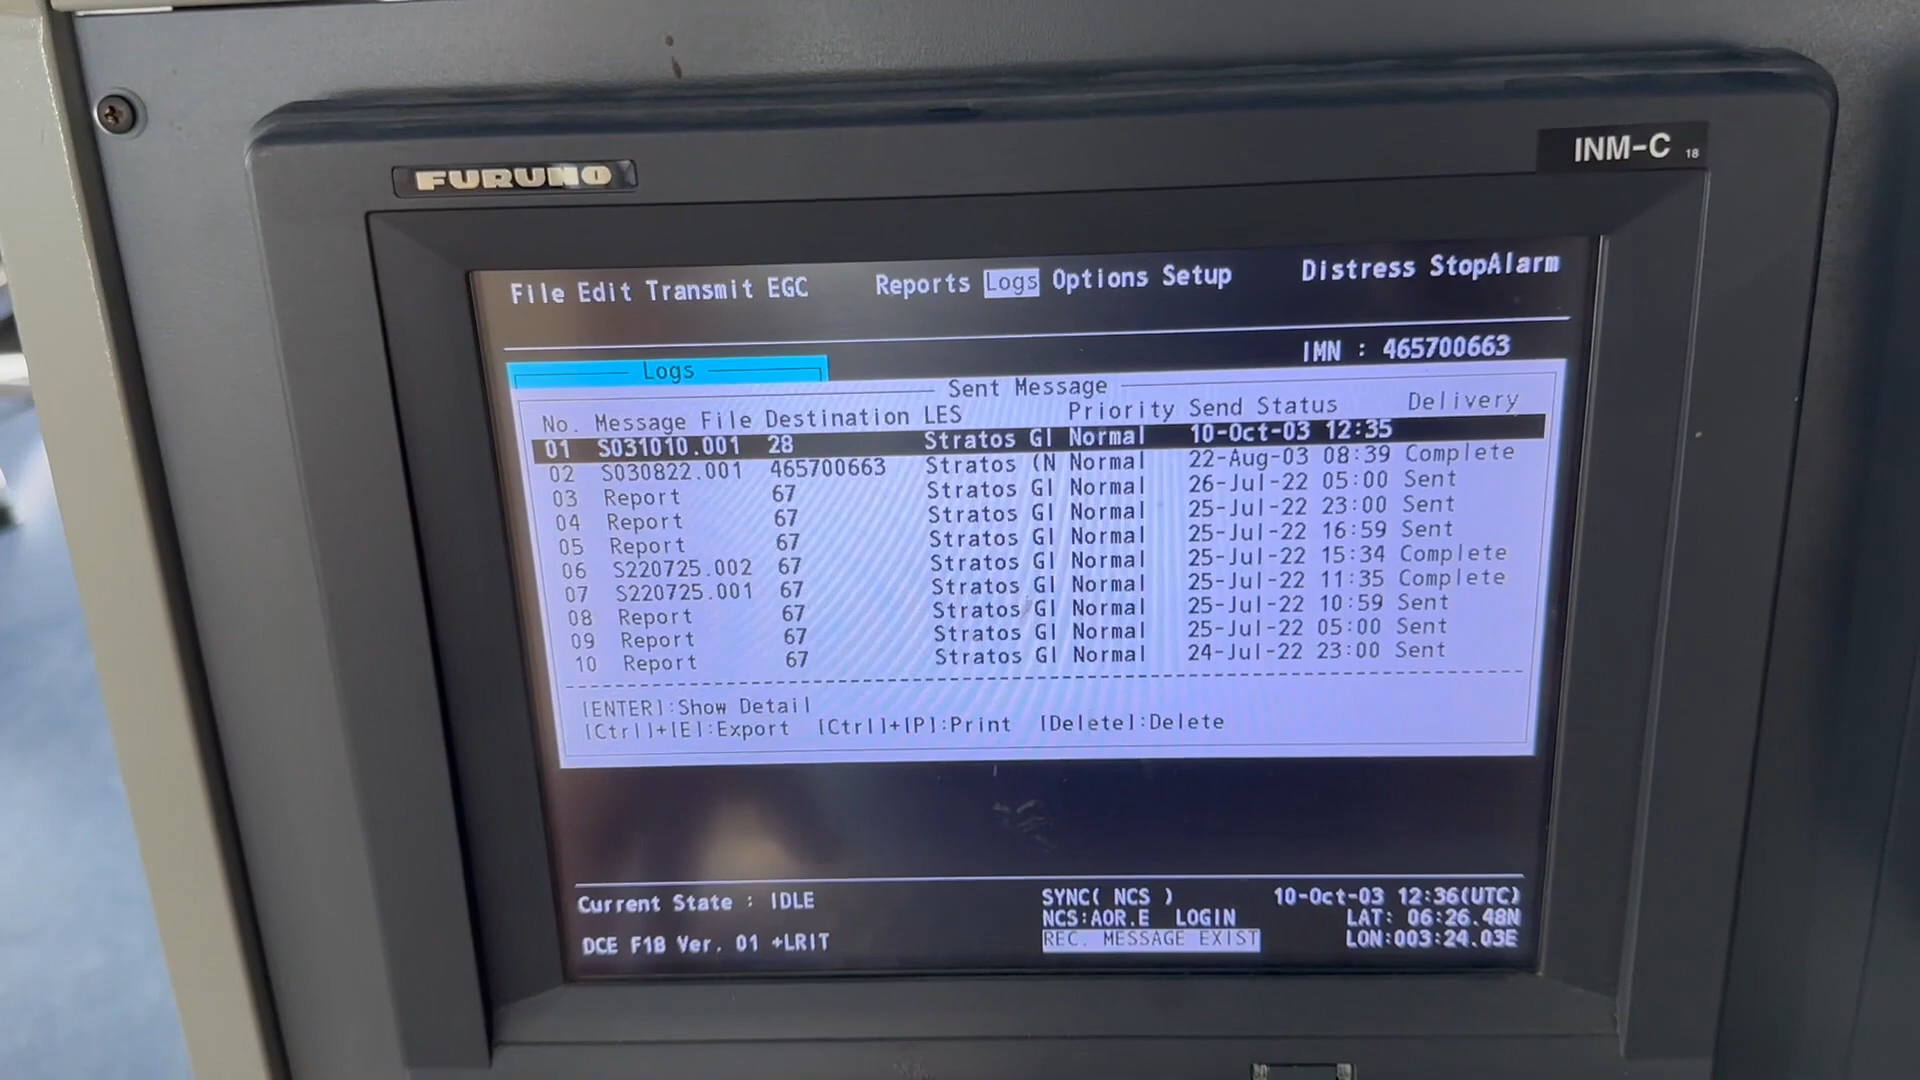 FURUNO
INM-C 18
File Edit Transmit EGC Reports Logs Options Setup Distress StopAlarm
IMN : 465700663
Logs
Sent Message
No. Message File Destination LES Priority Send Status Delivery
01 S031010.001 28 Stratos Gl Normal 10-Oct-03 12:35
02 S030822.001 465700663 Stratos (N Normal 22-Aug-03 08:39 Complete
03 Report 67 Stratos Gl Normal 26-Jul-22 05:00 Sent
04 Report 67 Stratos Gl Normal 25-Jul-22 23:00 Sent
05 Report 67 Stratos Gl Normal 25-Jul-22 16:59 Sent
06 S220725.002 67 Stratos Gl Normal 25-Jul-22 15:34 Complete
07 S220725.001 67 Stratos Gl Normal 25-Jul-22 11:35 Complete
08 Report 67 Stratos Gl Normal 25-Jul-22 10:59 Sent
09 Report 67 Stratos Gl Normal 25-Jul-22 05:00 Sent
10 Report 67 Stratos Gl Normal 24-Jul-22 23:00 Sent
[ENTER]:Show Detail
[Ctrl]+[E]:Export [Ctrl]+[P]:Print [Delete]:Delete
Current State : IDLE SYNC( NCS ) 10-Oct-03 12:36(UTC)
NCS:AOR.E LOGIN LAT: 06:26.48N
DCE F18 Ver. 01 +LRIT REC. MESSAGE EXIST LON:003:24.03E